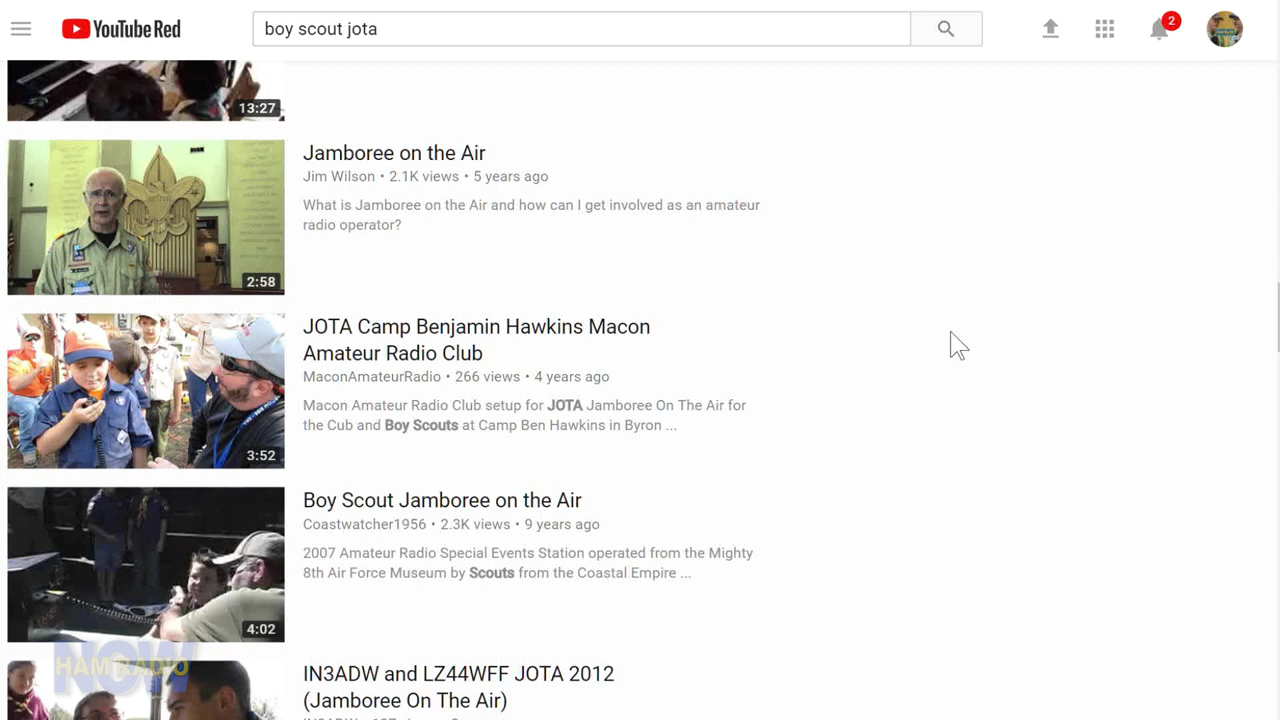 YouTube Red
boy scout jota
2
13:27
Jamboree on the Air
Jim Wilson • 2.1K views • 5 years ago
What is Jamboree on the Air and how can I get involved as an amateur
radio operator?
2:58
JOTA Camp Benjamin Hawkins Macon
Amateur Radio Club
MaconAmateurRadio • 266 views • 4 years ago
Macon Amateur Radio Club setup for JOTA Jamboree On The Air for
the Cub and Boy Scouts at Camp Ben Hawkins in Byron ...
3:52
Boy Scout Jamboree on the Air
Coastwatcher1956 • 2.3K views • 9 years ago
2007 Amateur Radio Special Events Station operated from the Mighty
8th Air Force Museum by Scouts from the Coastal Empire ...
4:02
HAM RADIO
NOW
IN3ADW and LZ44WFF JOTA 2012
(Jamboree On The Air)